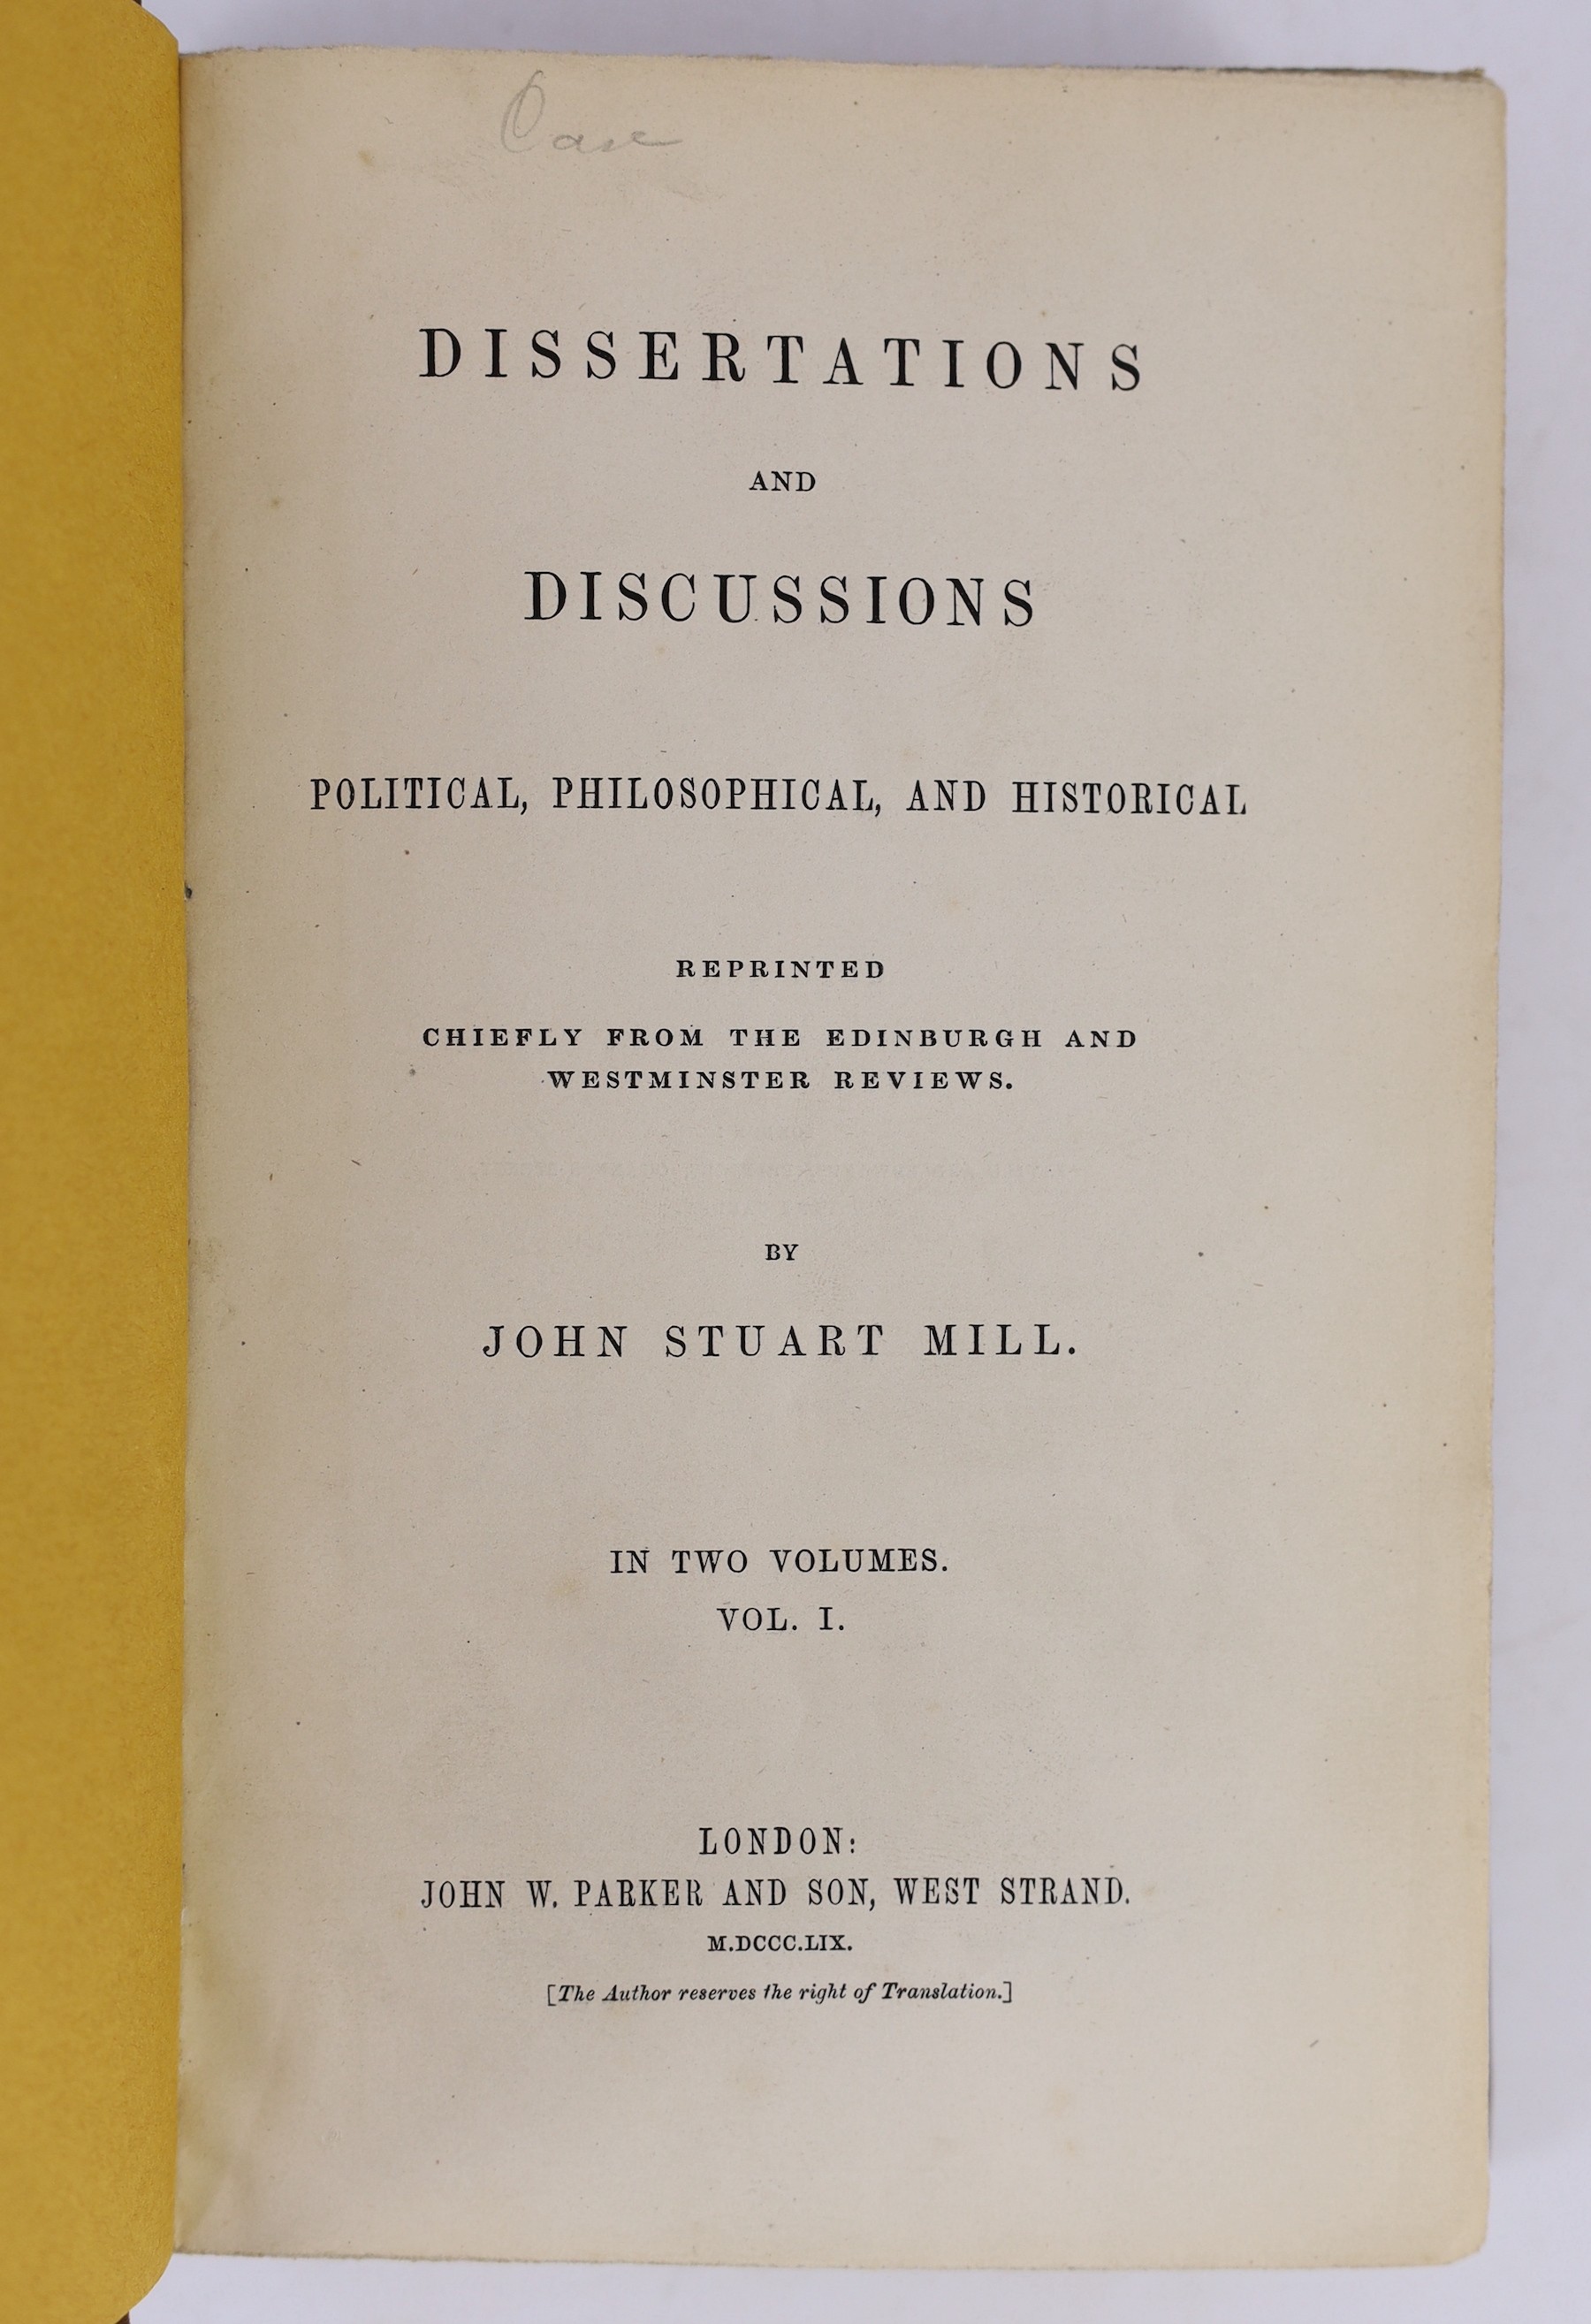 Case
DISSERTATIONS
AND
DISCUSSIONS
POLITICAL, PHILOSOPHICAL, AND HISTORICAL
REPRINTED
CHIEFLY FROM THE EDINBURGH AND
WESTMINSTER REVIEWS.
BY
JOHN STUART MILL.
IN TWO VOLUMES.
VOL. I.
LONDON:
JOHN W. PARKER AND SON, WEST STRAND.
M.DCCC.LIX.
[The Author reserves the right of Translation.]